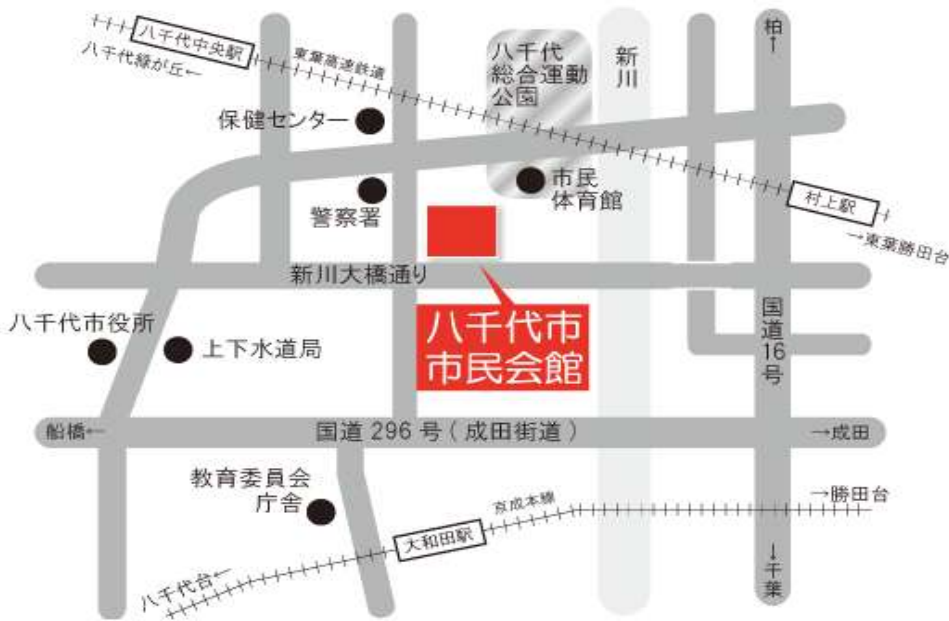 八千代中央駅
八千代緑が丘←
東葉高速鉄道
八千代
総合運動
公園
新川
柏
↑
保健センター
市民
体育館
警察署
村上駅
→東葉勝田台
新川大橋通り
八千代市
市民会館
国道16号
八千代市役所
上下水道局
船橋←
国道 296 号 ( 成田街道 )
→成田
教育委員会
庁舎
京成本線
→勝田台
大和田駅
八千代台←
↓
千葉